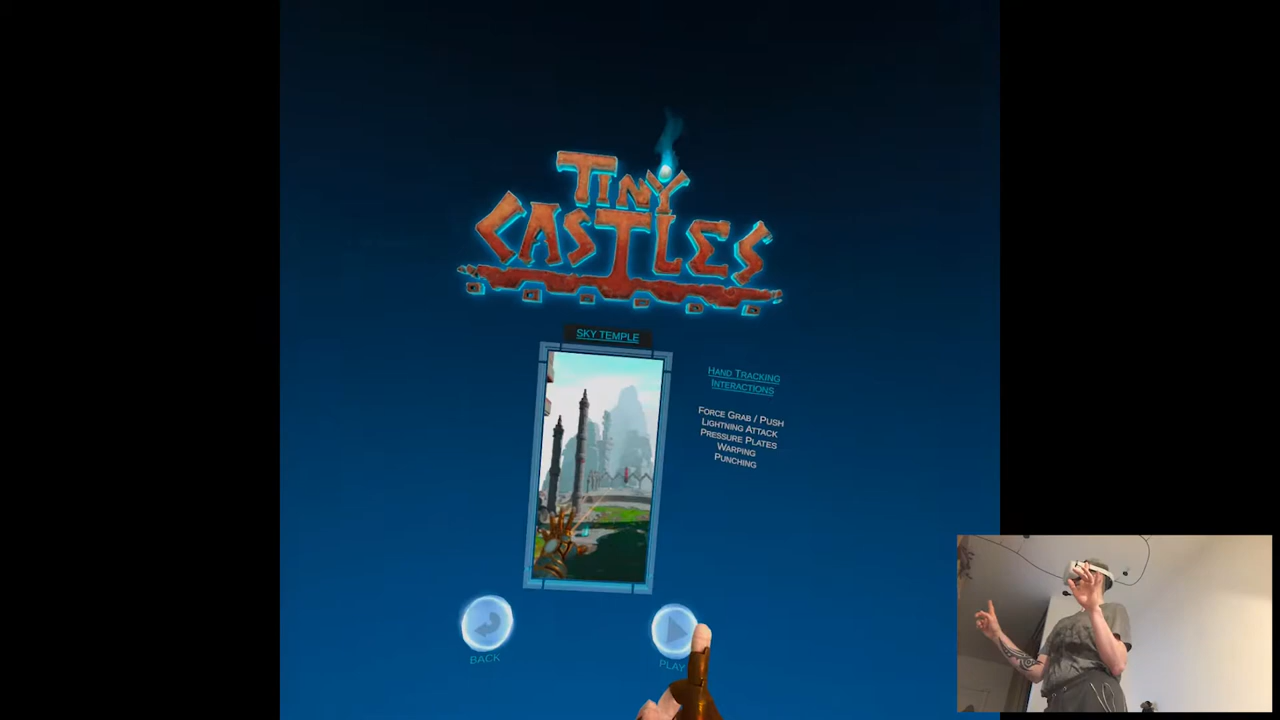 TINY
CASTLES
SKY TEMPLE
HAND TRACKING
INTERACTIONS
FORCE GRAB / PUSH
LIGHTNING ATTACK
PRESSURE PLATES
WARPING
PUNCHING
BACK
PLAY